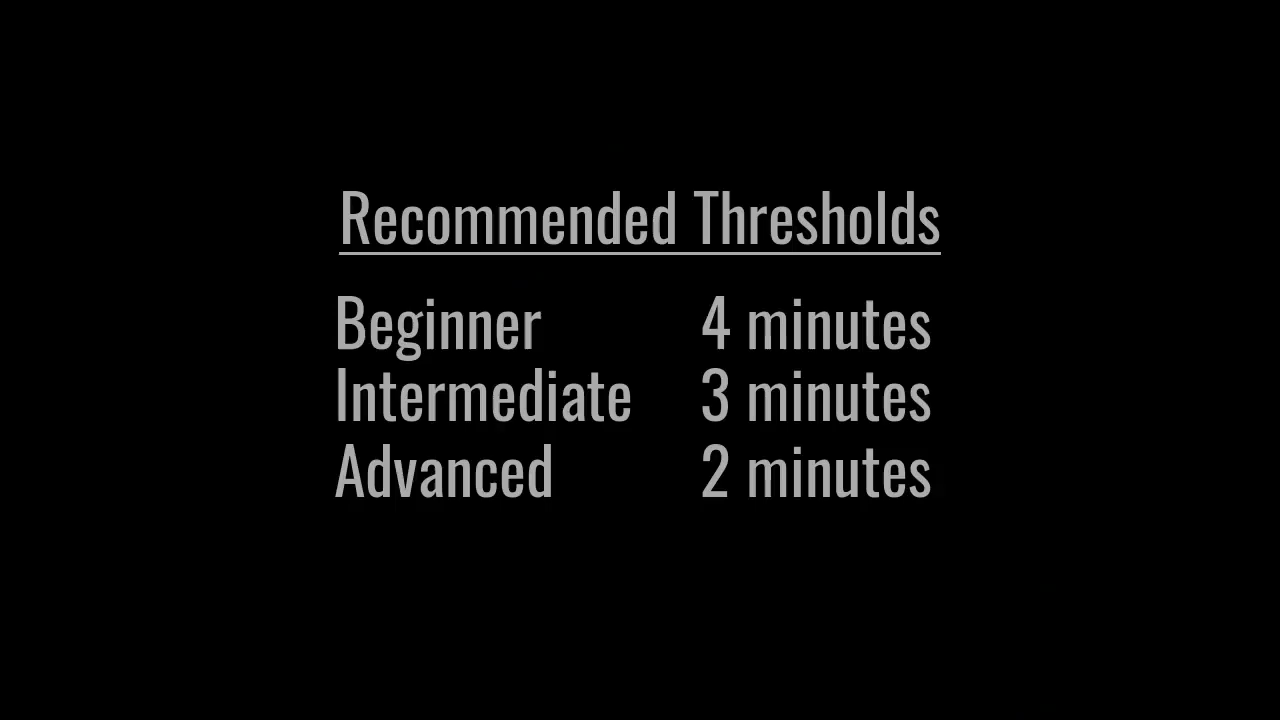 Recommended Thresholds
Beginner 4 minutes
Intermediate 3 minutes
Advanced 2 minutes